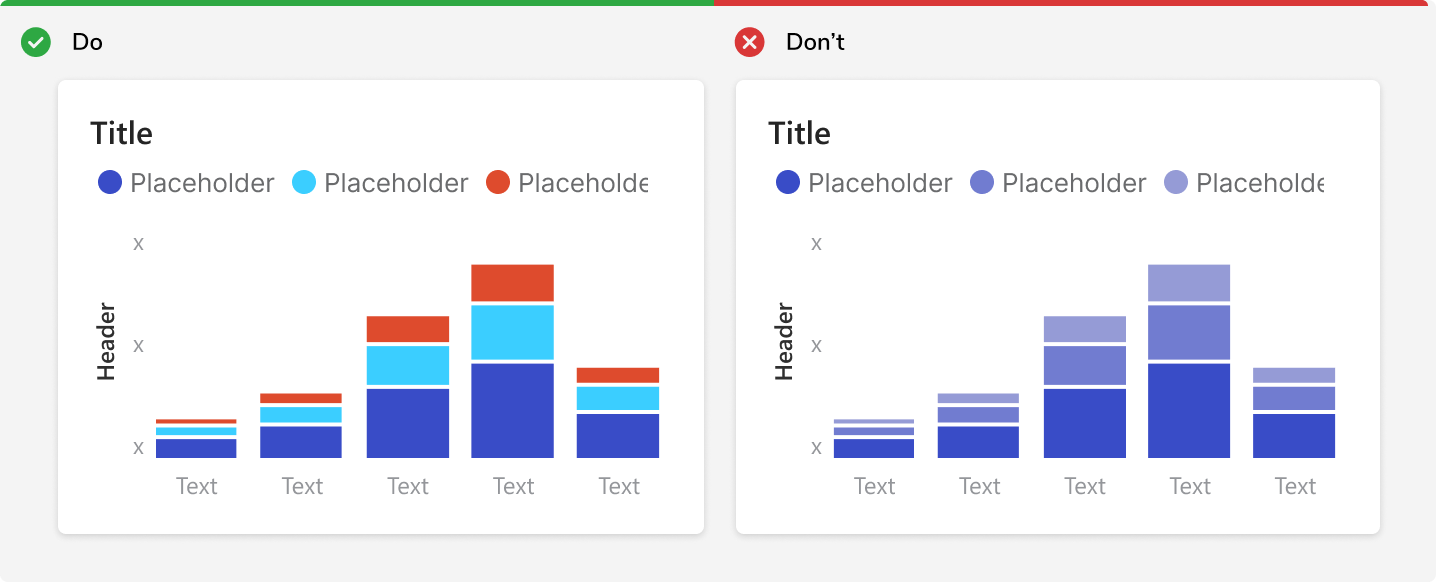 Do
Title
Placeholder Placeholder Placeholde
x
Header
x
x
Text Text Text Text Text
Don’t
Title
Placeholder Placeholder Placeholde
x
Header
x
x
Text Text Text Text Text